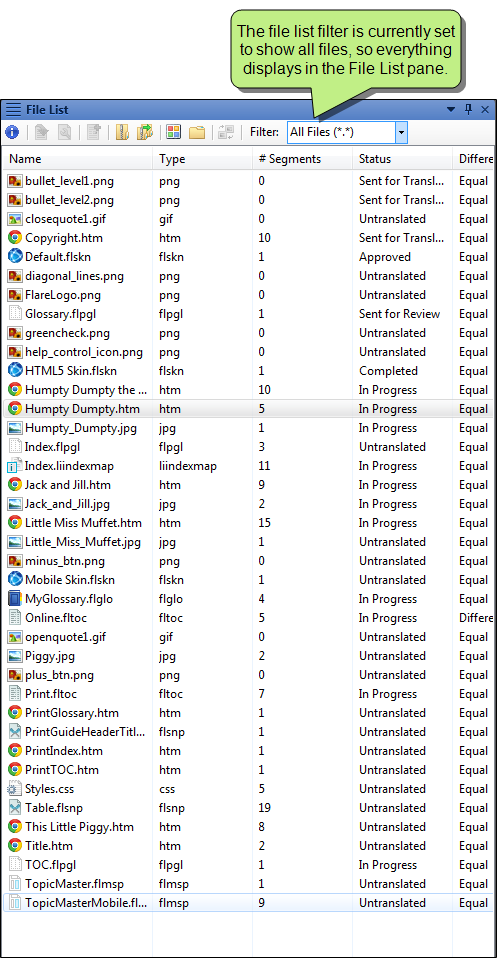 The file list filter is currently set
to show all files, so everything
displays in the File List pane.
File List
Filter: All Files (*.*)
Name Type # Segments Status Differe
bullet_level1.png png 0 Sent for Transl... Equal
bullet_level2.png png 0 Sent for Transl... Equal
closequote1.gif gif 0 Untranslated Equal
Copyright.htm htm 10 Sent for Transl... Equal
Default.flskn flskn 1 Approved Equal
diagonal_lines.png png 0 Untranslated Equal
FlareLogo.png png 0 Untranslated Equal
Glossary.flpgl flpgl 1 Sent for Review Equal
greencheck.png png 0 Untranslated Equal
help_control_icon.png png 0 Untranslated Equal
HTML5 Skin.flskn flskn 1 Completed Equal
Humpty Dumpty the ... htm 10 In Progress Equal
Humpty Dumpty.htm htm 5 In Progress Equal
Humpty_Dumpty.jpg jpg 1 In Progress Equal
Index.flpgl flpgl 3 Untranslated Equal
Index.liindexmap liindexmap 11 In Progress Equal
Jack and Jill.htm htm 9 In Progress Equal
Jack_and_Jill.jpg jpg 2 In Progress Equal
Little Miss Muffet.htm htm 15 In Progress Equal
Little_Miss_Muffet.jpg jpg 1 Untranslated Equal
minus_btn.png png 0 Untranslated Equal
Mobile Skin.flskn flskn 1 Untranslated Equal
MyGlossary.flglo flglo 4 In Progress Equal
Online.fltoc fltoc 5 In Progress Differe
openquote1.gif gif 0 Untranslated Equal
Piggy.jpg jpg 2 Untranslated Equal
plus_btn.png png 0 Untranslated Equal
Print.fltoc fltoc 7 In Progress Equal
PrintGlossary.htm htm 1 Untranslated Equal
PrintGuideHeaderTitl... flsnp 1 Untranslated Equal
PrintIndex.htm htm 1 Untranslated Equal
PrintTOC.htm htm 1 Untranslated Equal
Styles.css css 5 Untranslated Equal
Table.flsnp flsnp 19 Untranslated Equal
This Little Piggy.htm htm 8 Untranslated Equal
Title.htm htm 2 Untranslated Equal
TOC.flpgl flpgl 1 In Progress Equal
TopicMaster.flmsp flmsp 1 Untranslated Equal
TopicMasterMobile.fl... flmsp 9 Untranslated Equal